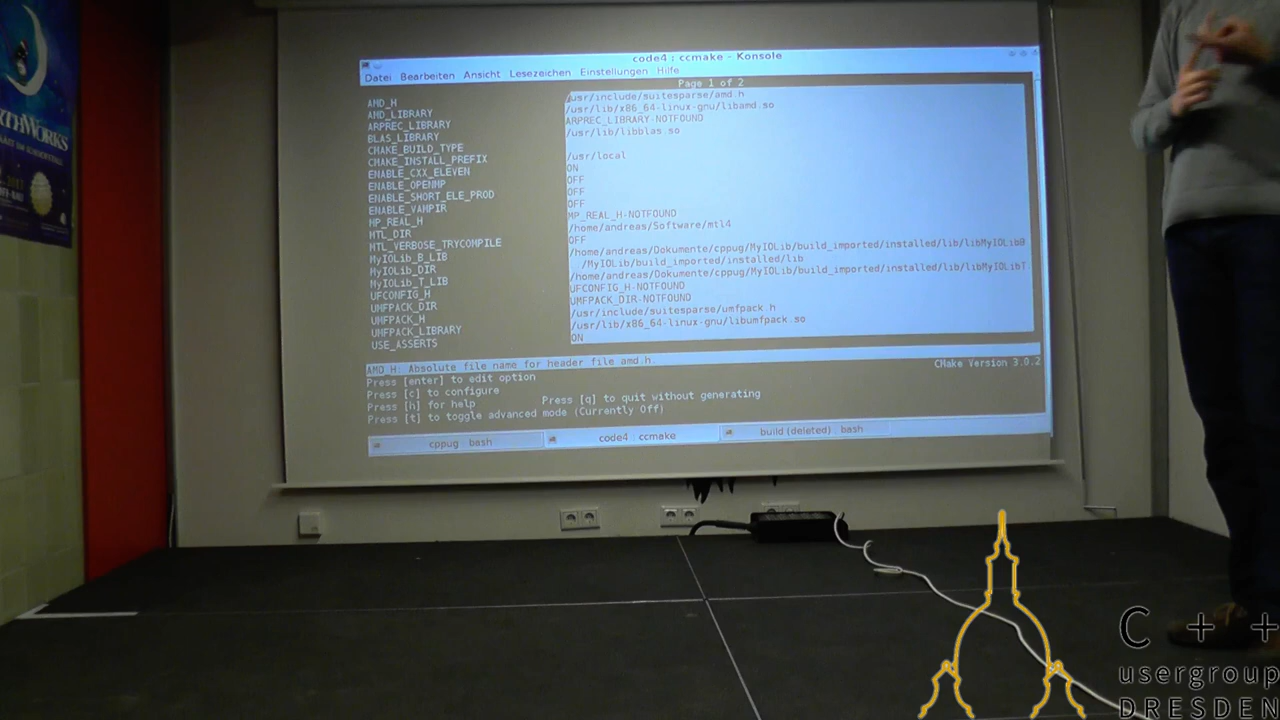 RTHWORKS
code4 : ccmake - Konsole
Datei Bearbeiten Ansicht Lesezeichen Einstellungen Hilfe
Page 1 of 2
AMD_H /usr/include/suitesparse/amd.h
AMD_LIBRARY /usr/lib/x86_64-linux-gnu/libamd.so
ARPREC_LIBRARY ARPREC_LIBRARY-NOTFOUND
BLAS_LIBRARY /usr/lib/libblas.so
CMAKE_BUILD_TYPE
CMAKE_INSTALL_PREFIX /usr/local
ENABLE_CXX_ELEVEN ON
ENABLE_OPENMP OFF
ENABLE_SHORT_ELE_PROD OFF
ENABLE_VAMPIR OFF
MP_REAL_H MP_REAL_H-NOTFOUND
MTL_DIR /home/andreas/Software/mtl4
MTL_VERBOSE_TRYCOMPILE OFF
MyIOLib_B_LIB /home/andreas/Dokumente/cppug/MyIOLib/build_imported/installed/lib/libMyIOLibB
MyIOLib_DIR /MyIOLib/build_imported/installed/lib
MyIOLib_T_LIB /home/andreas/Dokumente/cppug/MyIOLib/build_imported/installed/lib/libMyIOLibT
UFCONFIG_H UFCONFIG_H-NOTFOUND
UMFPACK_DIR UMFPACK_DIR-NOTFOUND
UMFPACK_H /usr/include/suitesparse/umfpack.h
UMFPACK_LIBRARY /usr/lib/x86_64-linux-gnu/libumfpack.so
USE_ASSERTS ON
AMD_H: Absolute file name for header file amd.h.
Press [enter] to edit option CMake Version 3.0.2
Press [c] to configure
Press [h] for help Press [q] to quit without generating
Press [t] to toggle advanced mode (Currently Off)
cppug : bash code4 : ccmake build (deleted) : bash
C++
usergroup
DRESDEN